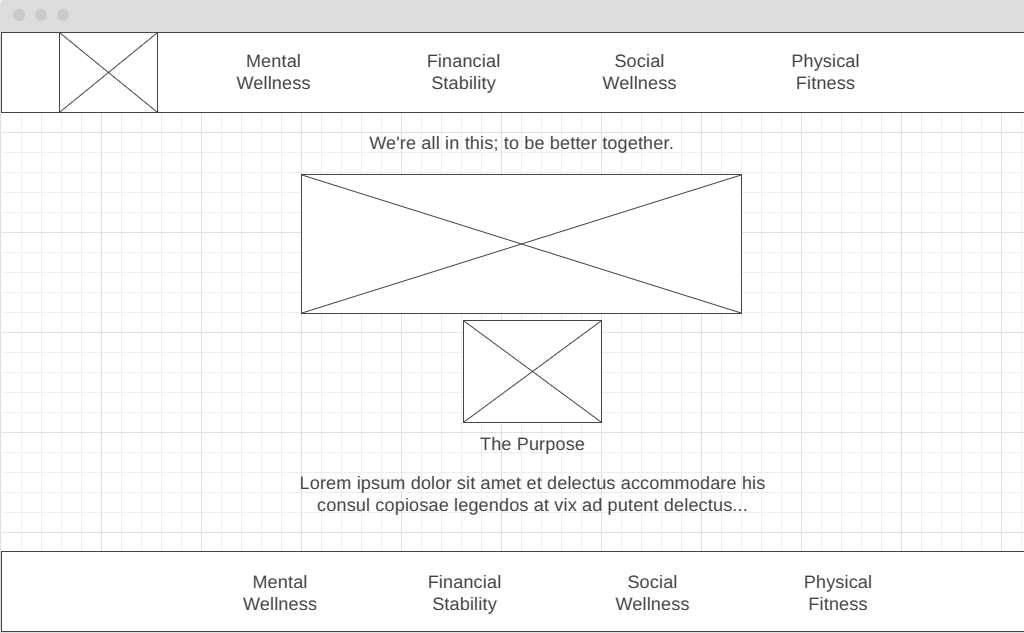 Mental Financial Social Physical
Wellness Stability Wellness Fitness
We're all in this; to be better together.
The Purpose
Lorem ipsum dolor sit amet et delectus accommodare his
consul copiosae legendos at vix ad putent delectus...
Mental Financial Social Physical
Wellness Stability Wellness Fitness